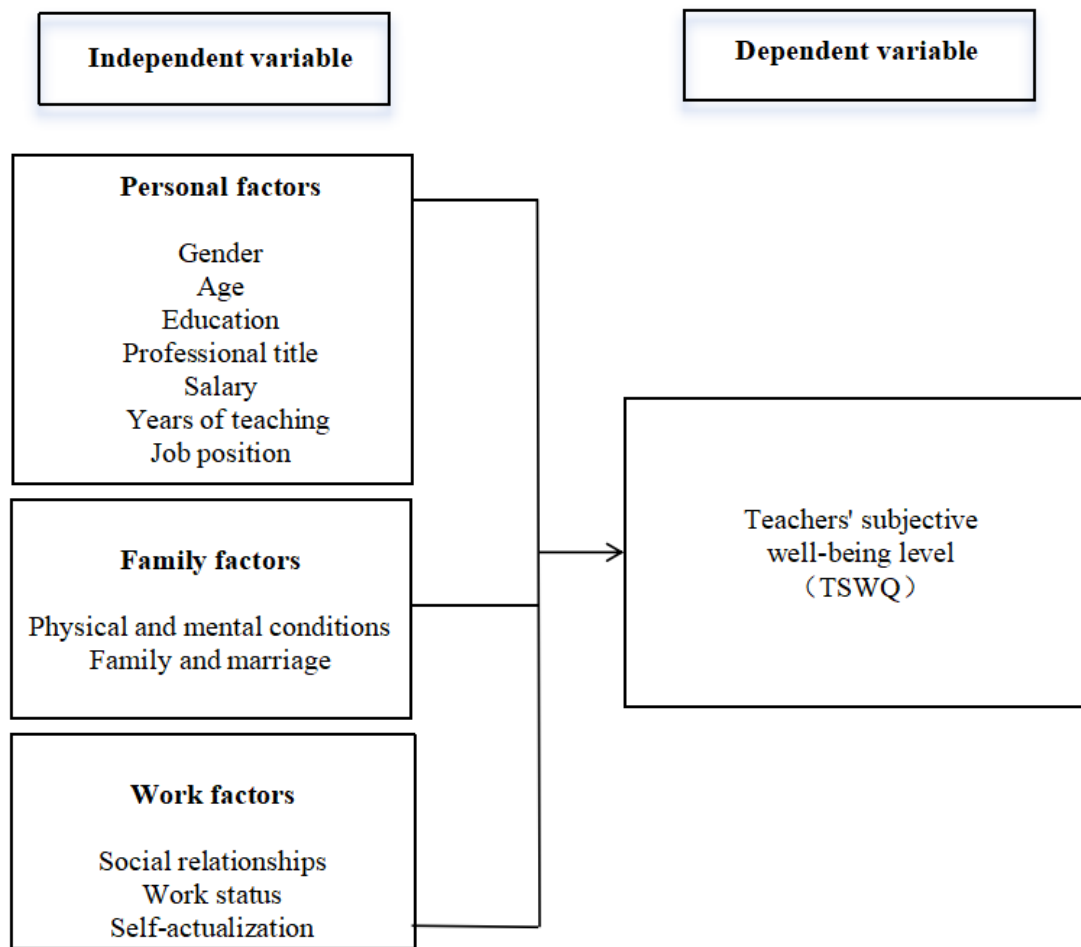 Independent variable
Dependent variable
Personal factors
Gender
Age
Education
Professional title
Salary
Years of teaching
Job position
Family factors
Physical and mental conditions
Family and marriage
Work factors
Social relationships
Work status
Self-actualization
Teachers' subjective
well-being level
（TSWQ）